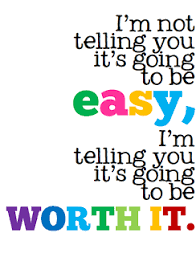 I'm not
telling you
it's going
to be
easy,
I'm
telling you
it's going
to be
WORTH IT.